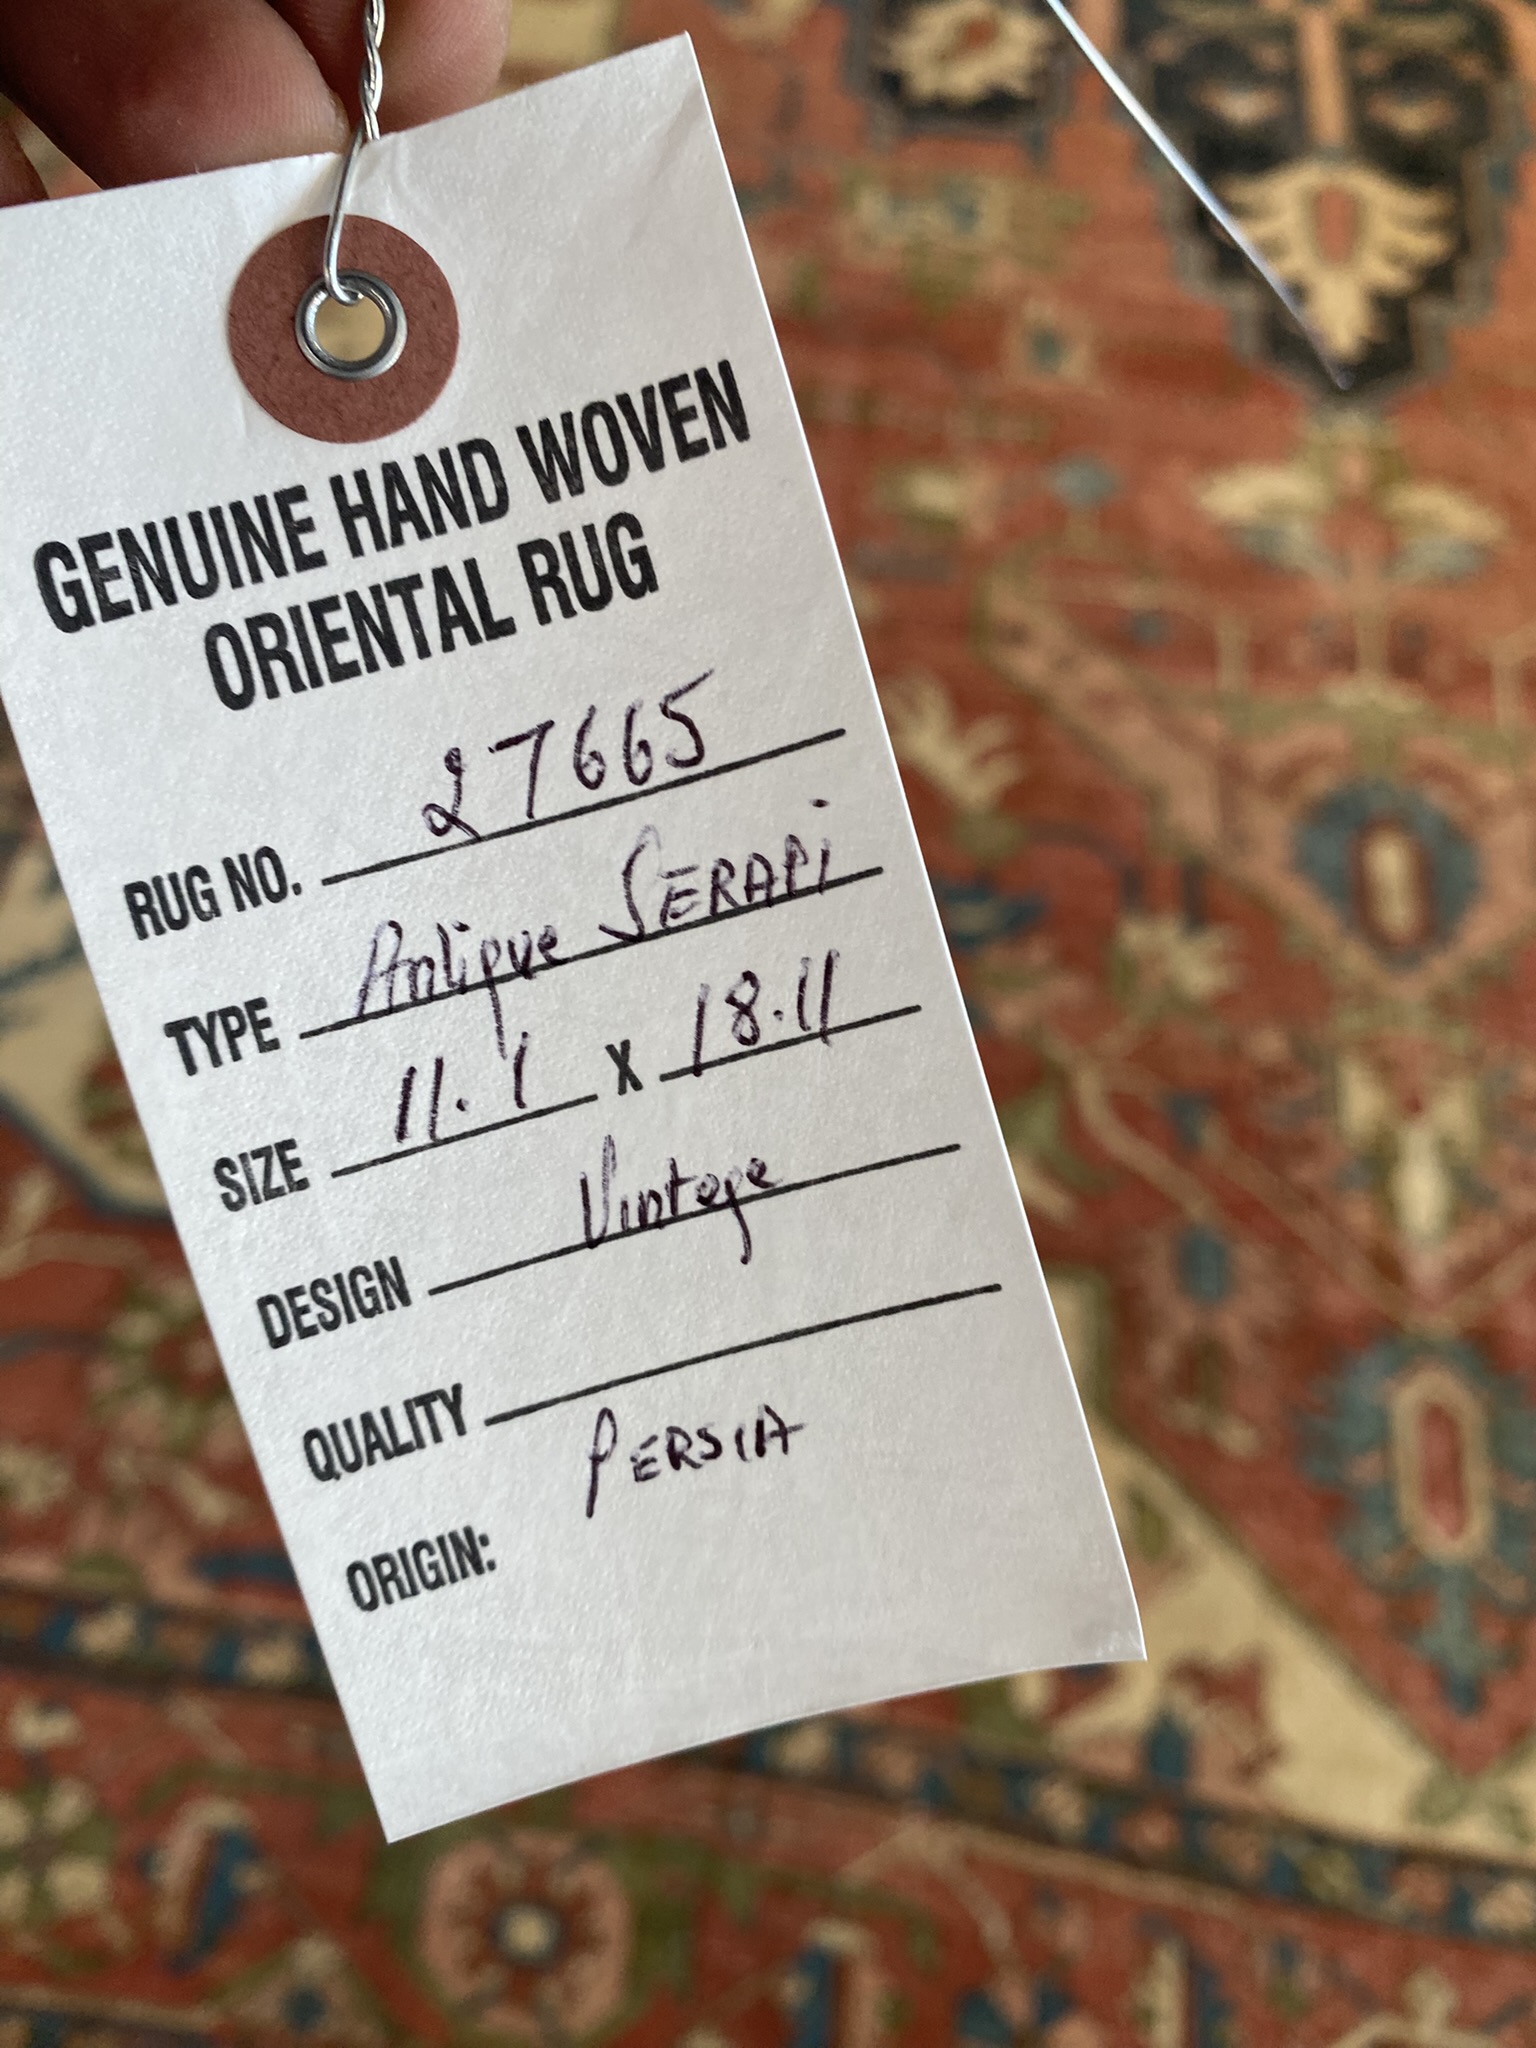 GENUINE HAND WOVEN
ORIENTAL RUG
RUG NO. 27665
TYPE Antique SERAPi
SIZE 11.1 X 18.11
DESIGN Vintage
QUALITY
ORIGIN: PERSIA